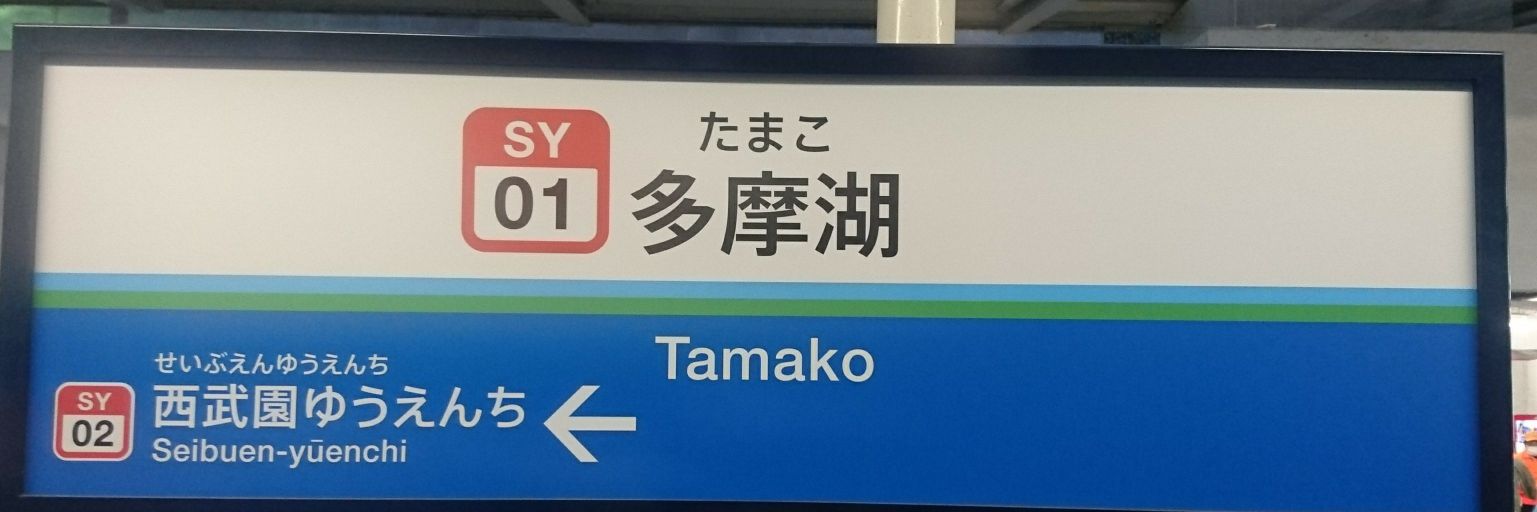 たまこ
SY
01
多摩湖
Tamako
せいぶえんゆうえんち
SY
02
西武園ゆうえんち
Seibuen-yūenchi